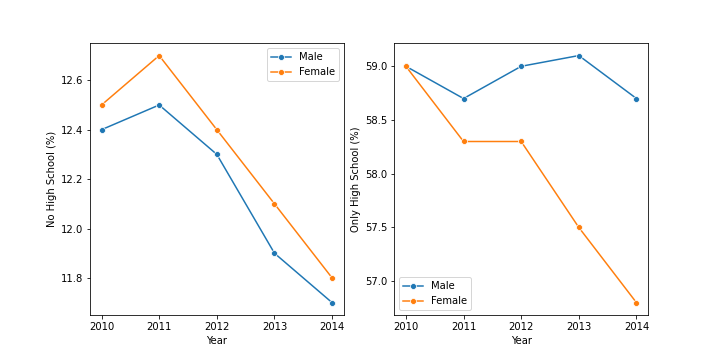 No High School (%)
12.6
12.4
12.2
12.0
11.8
Male
Female
2010 2011 2012 2013 2014
Year
Only High School (%)
59.0
58.5
58.0
57.5
57.0
Male
Female
2010 2011 2012 2013 2014
Year